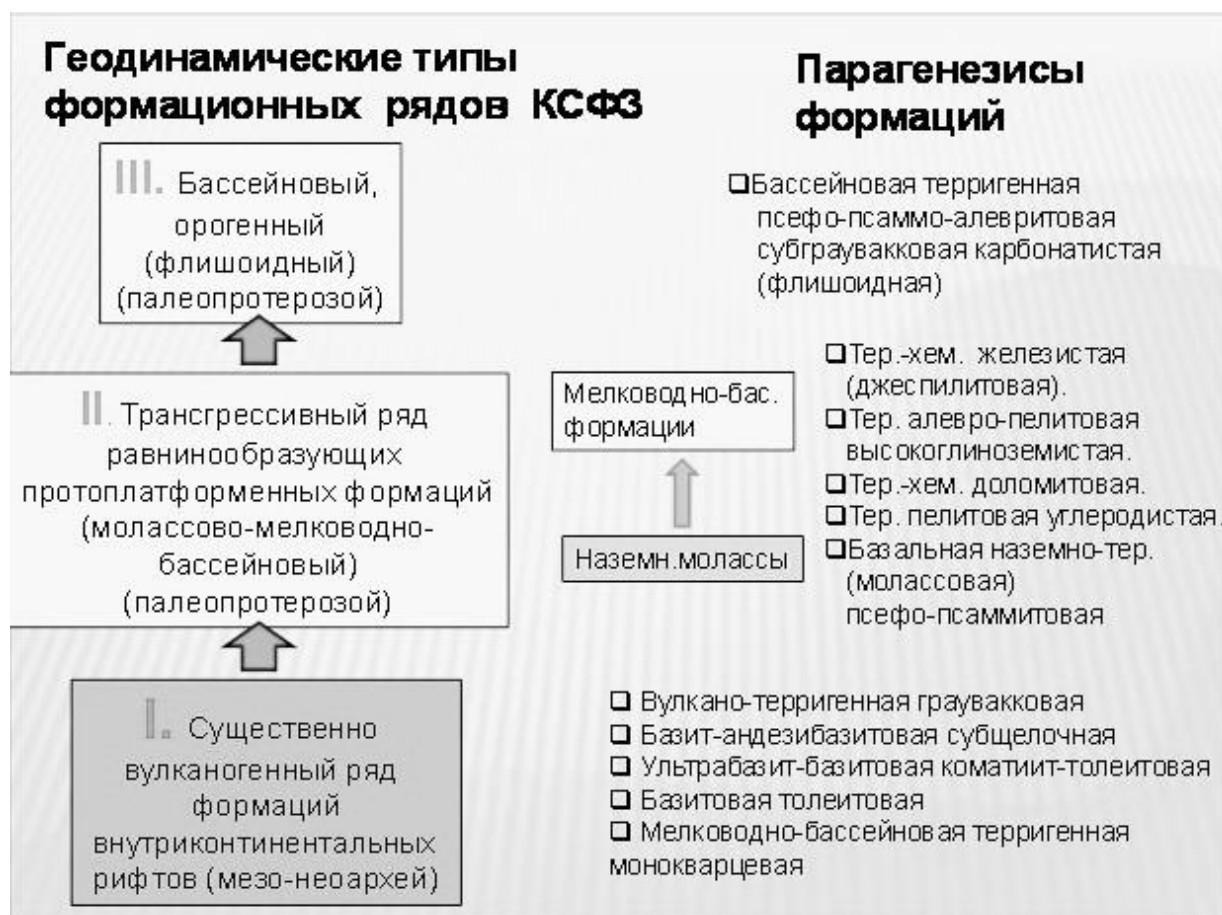 Геодинамические типы
формационных рядов КСФЗ
Парагенезисы
формаций
III. Бассейновый,
орогенный
(флишоидный)
(палеопротерозой)
❑Бассейновая терригенная
псефо-псаммо-алевритовая
субграувакковая карбонатистая
(флишоидная)
II. Трансгрессивный ряд
равнинообразующих
протоплатформенных формаций
(молассово-мелководно-
бассейновый)
(палеопротерозой)
Мелководно-бас.
формации
Наземн.молассы
❑Тер.-хем. железистая
(джеспилитовая).
❑Тер. алевро-пелитовая
высокоглиноземистая.
❑Тер.-хем. доломитовая.
❑Тер. пелитовая углеродистая.
❑Базальная наземно-тер.
(молассовая)
псефо-псаммитовая
I. Существенно
вулканогенный ряд
формаций
внутриконтинентальных
рифтов (мезо-неоархей)
❑ Вулкано-терригенная граувакковая
❑ Базит-андезибазитовая субщелочная
❑ Ультрабазит-базитовая коматиит-толеитовая
❑ Базитовая толеитовая
❑ Мелководно-бассейновая терригенная
монокварцевая